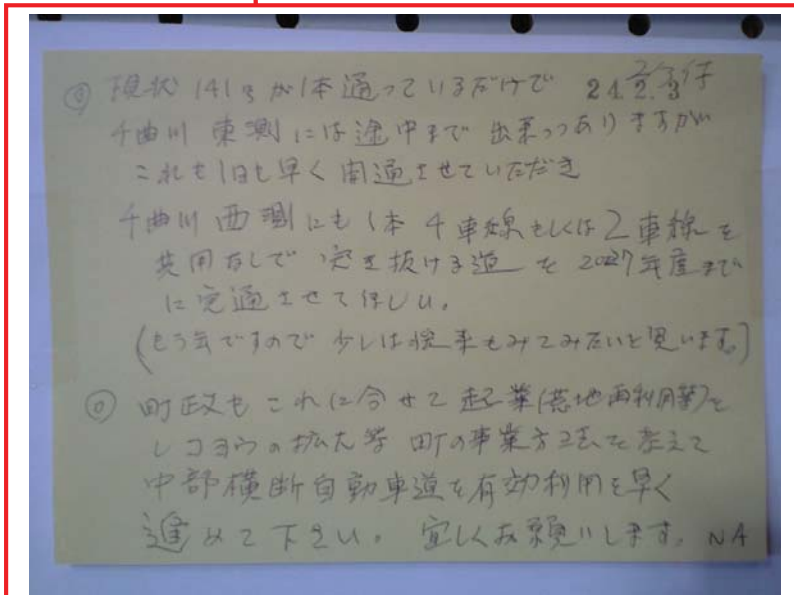 ◎ 現状 141号が1本通っているだけで 24.2.3
千曲川 東側には途中まで 出来つつありますが
これも1日も早く 開通させていただき
千曲川 西側にも1本 4車線もしくは2車線を
共用なしで 突き抜ける道を 2027年度まで
に完通させてほしい。
(もう年ですので 少しは将来もみてみたいと思います。)
◎ 町政もこれに合せて 起業(荒地再利用等)を
レコヨウの拡大等 町の事業方法を考えて
中部横断自動車道を有効利用を早く
進めて下さい。 宜しくお願いします。 NA